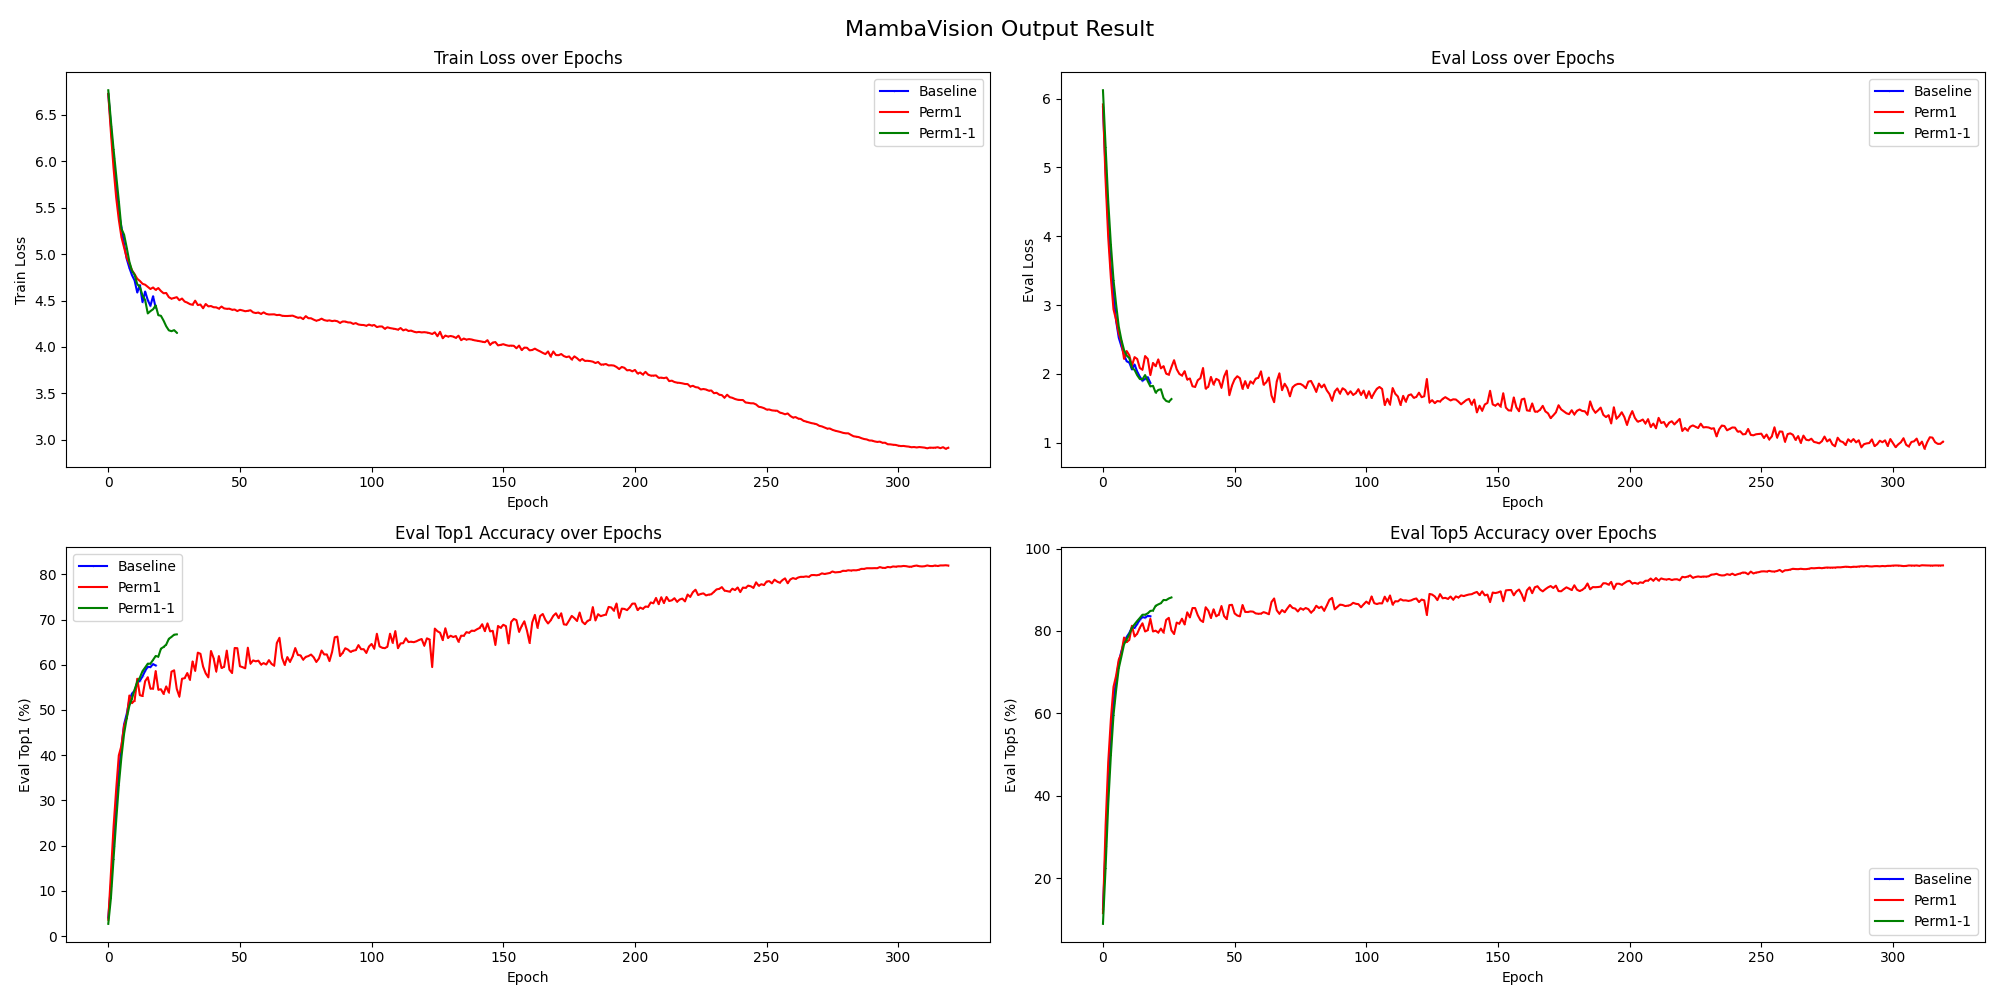 MambaVision Output Result
Train Loss over Epochs
Train Loss
6.5
6.0
5.5
5.0
4.5
4.0
3.5
3.0
0 50 100 150 200 250 300
Epoch
Baseline
Perm1
Perm1-1
Eval Loss over Epochs
Eval Loss
6
5
4
3
2
1
0 50 100 150 200 250 300
Epoch
Baseline
Perm1
Perm1-1
Eval Top1 Accuracy over Epochs
Eval Top1 (%)
80
70
60
50
40
30
20
10
0
0 50 100 150 200 250 300
Epoch
Baseline
Perm1
Perm1-1
Eval Top5 Accuracy over Epochs
Eval Top5 (%)
100
80
60
40
20
0 50 100 150 200 250 300
Epoch
Baseline
Perm1
Perm1-1